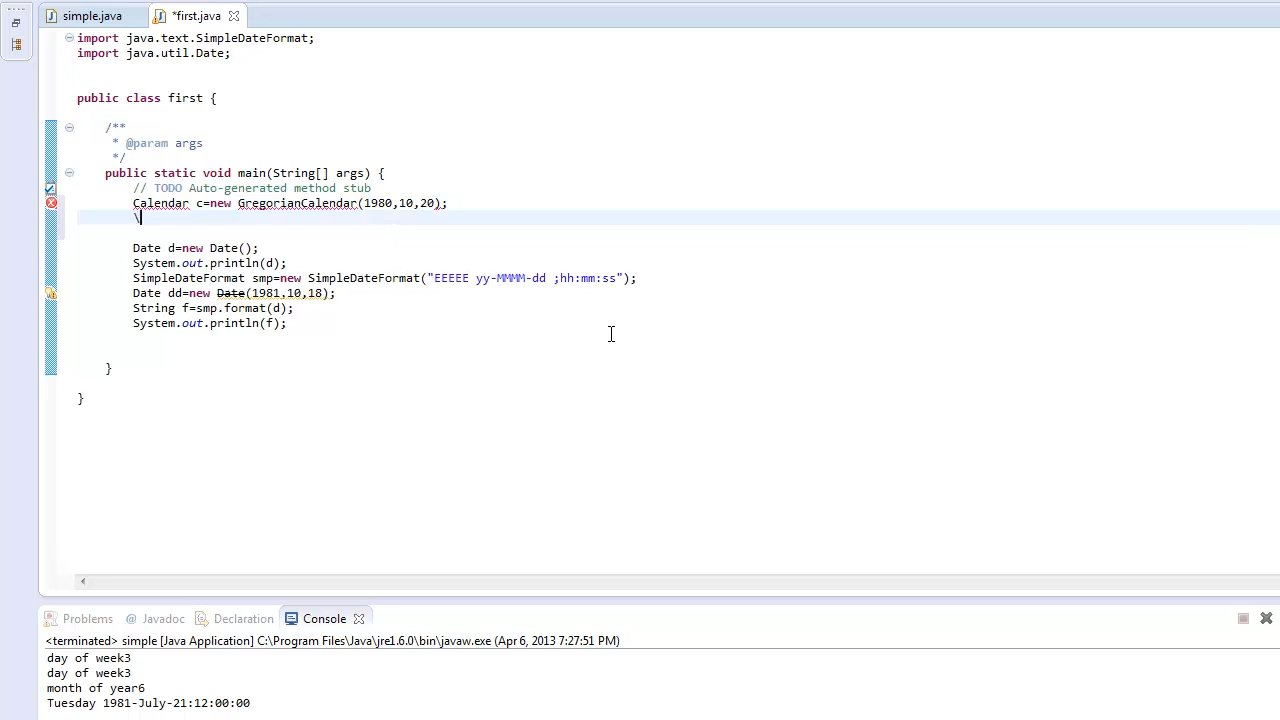 simple.java
*first.java
import java.text.SimpleDateFormat;
import java.util.Date;
public class first {
/**
* @param args
*/
public static void main(String[] args) {
// TODO Auto-generated method stub
Calendar c=new GregorianCalendar(1980,10,20);
\
Date d=new Date();
System.out.println(d);
SimpleDateFormat smp=new SimpleDateFormat("EEEEE yy-MMMM-dd ;hh:mm:ss");
Date dd=new Date(1981,10,18);
String f=smp.format(d);
System.out.println(f);
}
}
Problems @ Javadoc Declaration Console
<terminated> simple [Java Application] C:\Program Files\Java\jre1.6.0\bin\javaw.exe (Apr 6, 2013 7:27:51 PM)
day of week3
day of week3
month of year6
Tuesday 1981-July-21:12:00:00